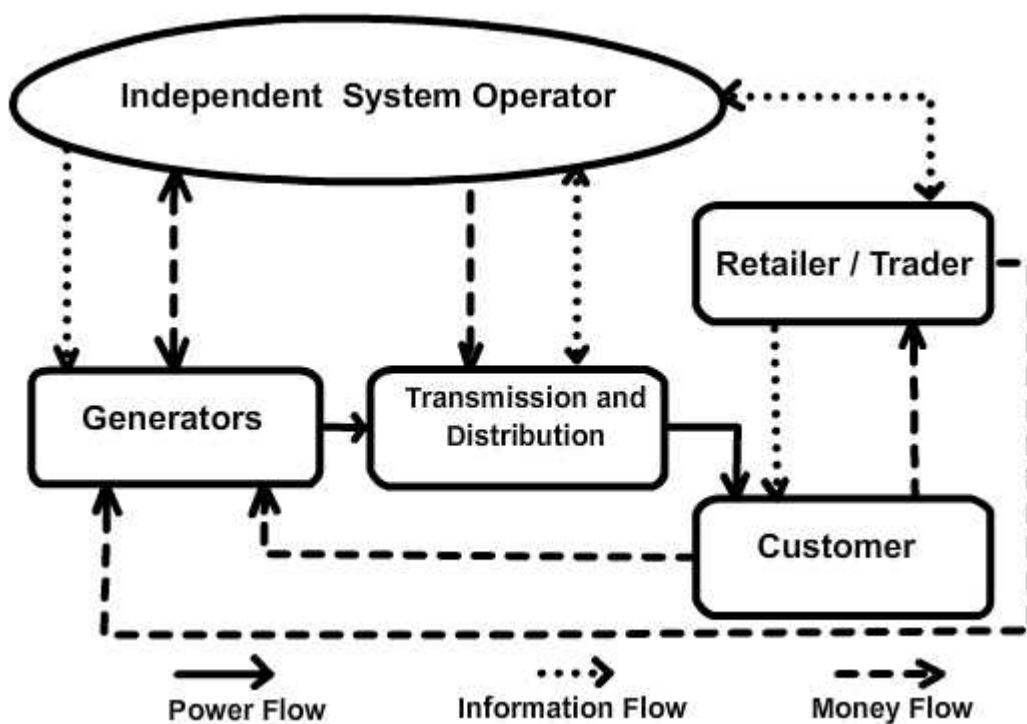 Independent System Operator
Retailer / Trader
Generators
Transmission and
Distribution
Customer
Power Flow
Information Flow
Money Flow